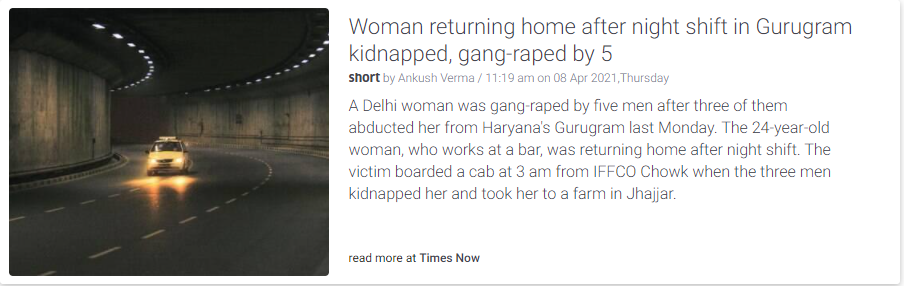 Woman returning home after night shift in Gurugram
kidnapped, gang-raped by 5
short by Ankush Verma / 11:19 am on 08 Apr 2021,Thursday
A Delhi woman was gang-raped by five men after three of them
abducted her from Haryana's Gurugram last Monday. The 24-year-old
woman, who works at a bar, was returning home after night shift. The
victim boarded a cab at 3 am from IFFCO Chowk when the three men
kidnapped her and took her to a farm in Jhajjar.
read more at Times Now